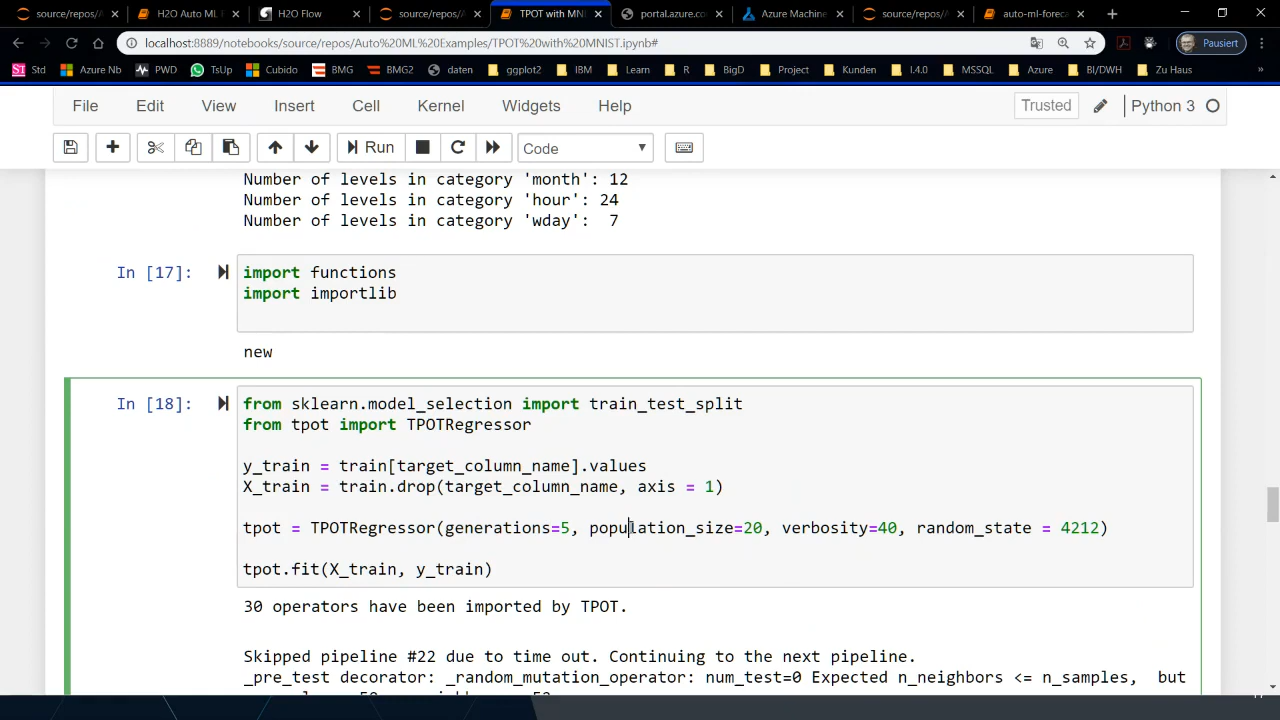 source/repos/
H2O Auto ML
H2O Flow
source/repos/
TPOT with MN
portal.azure.co
Azure Machine
source/repos/
auto-ml-forec
localhost:8889/notebooks/source/repos/Auto%20ML%20Examples/TPOT%20with%20MNIST.ipynb#
Pausiert
ST Std
Azure Nb
PWD
TsUp
Cubido
BMG
BMG2
daten
ggplot2
IBM
Learn
R
BigD
Project
Kunden
I.4.0
MSSQL
Azure
BI/DWH
Zu Haus
File Edit View Insert Cell Kernel Widgets Help Trusted Python 3
Run Code
Number of levels in category 'month': 12
Number of levels in category 'hour': 24
Number of levels in category 'wday':  7
In [17]: import functions
import importlib
new
In [18]: from sklearn.model_selection import train_test_split
from tpot import TPOTRegressor
y_train = train[target_column_name].values
X_train = train.drop(target_column_name, axis = 1)
tpot = TPOTRegressor(generations=5, population_size=20, verbosity=40, random_state = 4212)
tpot.fit(X_train, y_train)
30 operators have been imported by TPOT.
Skipped pipeline #22 due to time out. Continuing to the next pipeline.
_pre_test decorator: _random_mutation_operator: num_test=0 Expected n_neighbors <= n_samples,  but